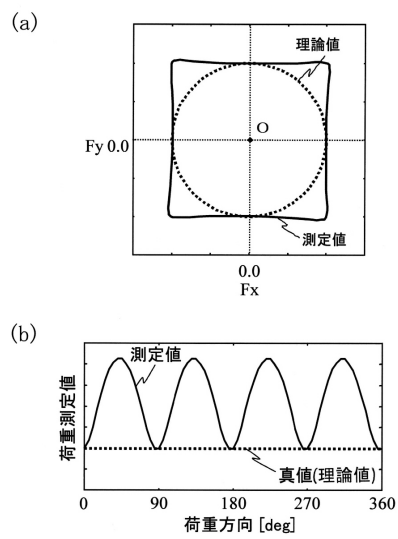 (a)
理論値
O
Fy 0.0
測定値
0.0
Fx
(b)
測定値
荷重測定値
真値(理論値)
0 90 180 270 360
荷重方向 [deg]